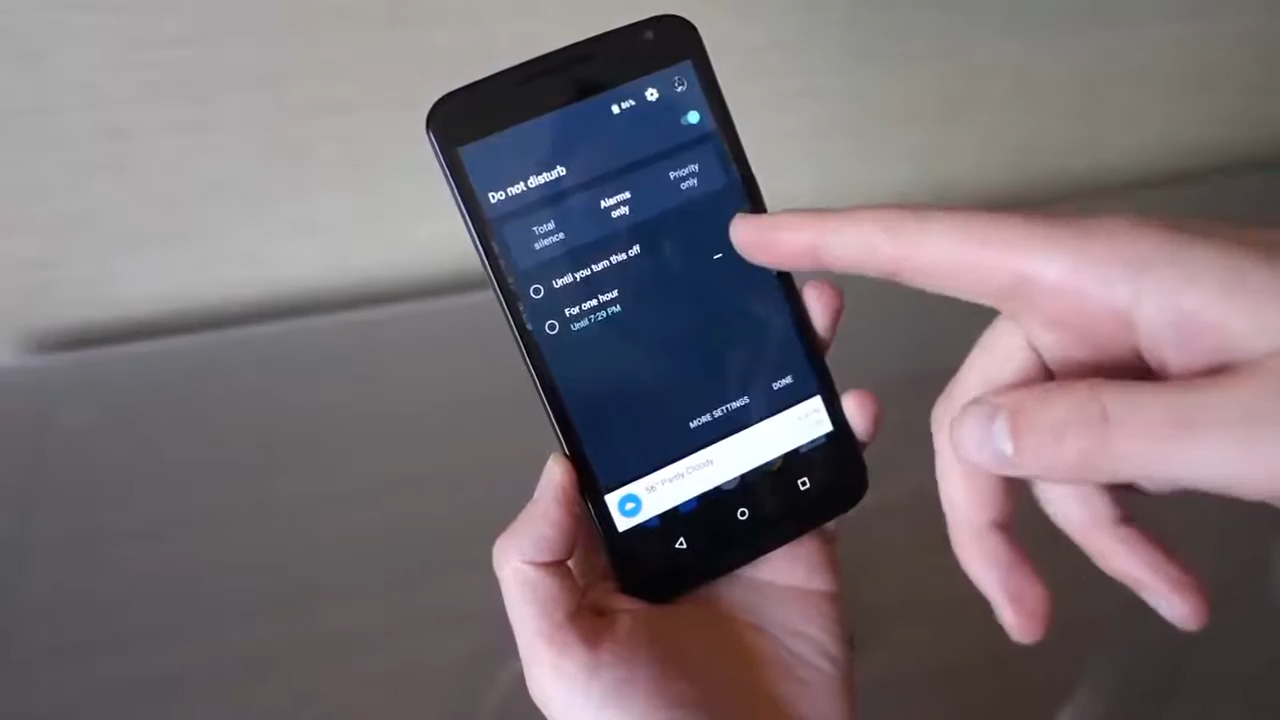 86%
Do not disturb
Total
silence
Alarms
only
Priority
only
Until you turn this off
For one hour
Until 7:29 PM
MORE SETTINGS
DONE
56° Partly Cloudy